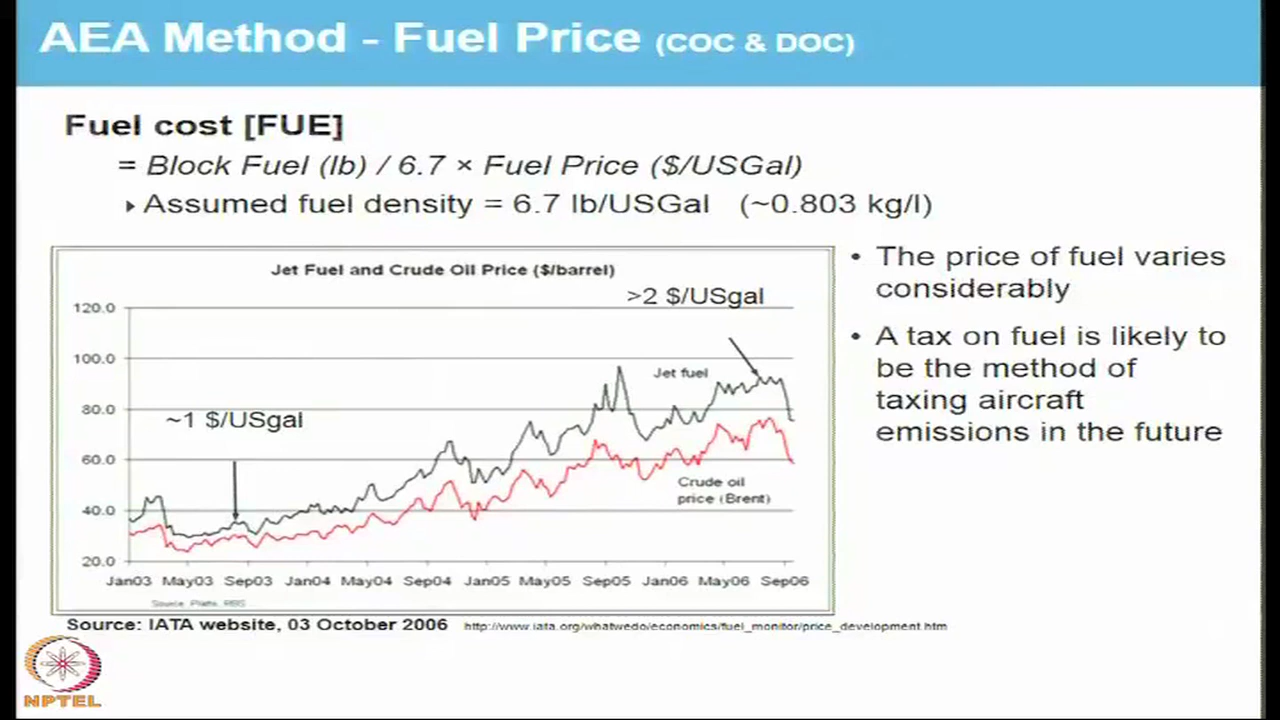 AEA Method - Fuel Price (COC & DOC)
Fuel cost [FUE]
= Block Fuel (lb) / 6.7 × Fuel Price ($/USGal)
Assumed fuel density = 6.7 lb/USGal (~0.803 kg/l)
Jet Fuel and Crude Oil Price ($/barrel)
>2 $/USgal
120.0
100.0
Jet fuel
80.0
~1 $/USgal
60.0
Crude oil
price (Brent)
40.0
20.0
Jan03 May03 Sep03 Jan04 May04 Sep04 Jan05 May05 Sep05 Jan06 May06 Sep06
Source: Platts, RBS
• The price of fuel varies
considerably
• A tax on fuel is likely to
be the method of
taxing aircraft
emissions in the future
Source: IATA website, 03 October 2006 http://www.iata.org/whatwedo/economics/fuel_monitor/price_development.htm
NPTEL